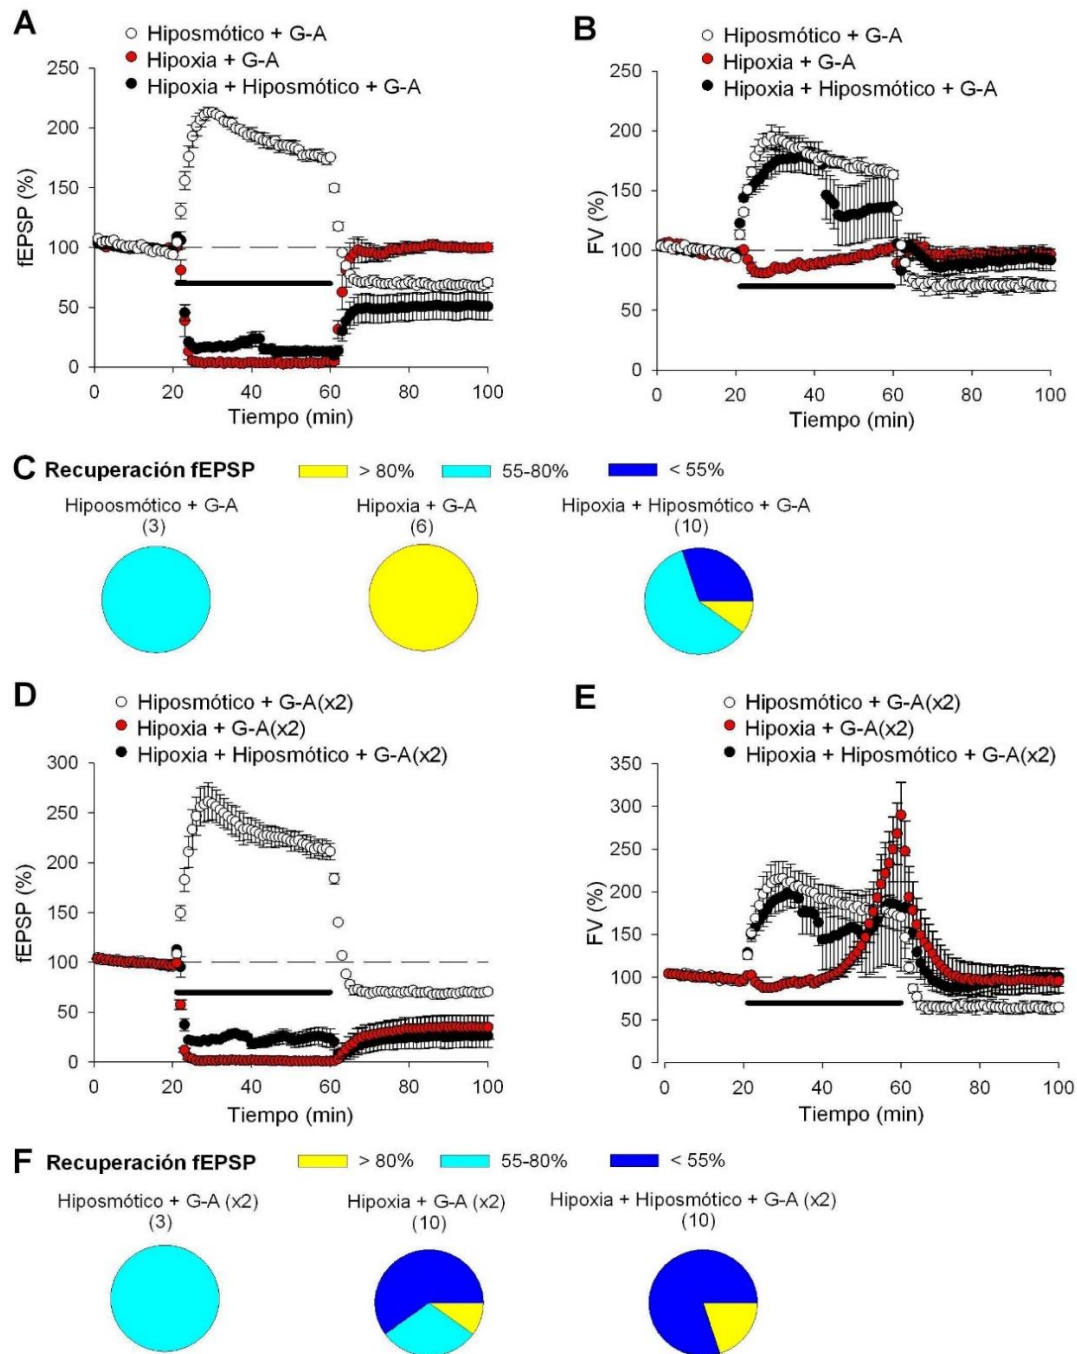 A
Hiposmótico + G-A
Hipoxia + G-A
Hipoxia + Hiposmótico + G-A
250
200
150
100
50
0
fEPSP (%)
0 20 40 60 80 100
Tiempo (min)
B
Hiposmótico + G-A
Hipoxia + G-A
Hipoxia + Hiposmótico + G-A
250
200
150
100
50
0
FV (%)
0 20 40 60 80 100
Tiempo (min)
C Recuperación fEPSP > 80% 55-80% < 55%
Hipoosmótico + G-A
(3)
Hipoxia + G-A
(6)
Hipoxia + Hiposmótico + G-A
(10)
D
Hiposmótico + G-A(x2)
Hipoxia + G-A(x2)
Hipoxia + Hiposmótico + G-A(x2)
300
250
200
150
100
50
0
fEPSP (%)
0 20 40 60 80 100
Tiempo (min)
E
Hiposmótico + G-A(x2)
Hipoxia + G-A(x2)
Hipoxia + Hiposmótico + G-A(x2)
350
300
250
200
150
100
50
0
FV (%)
0 20 40 60 80 100
Tiempo (min)
F Recuperación fEPSP > 80% 55-80% < 55%
Hiposmótico + G-A (x2)
(3)
Hipoxia + G-A (x2)
(10)
Hipoxia + Hiposmótico + G-A (x2)
(10)